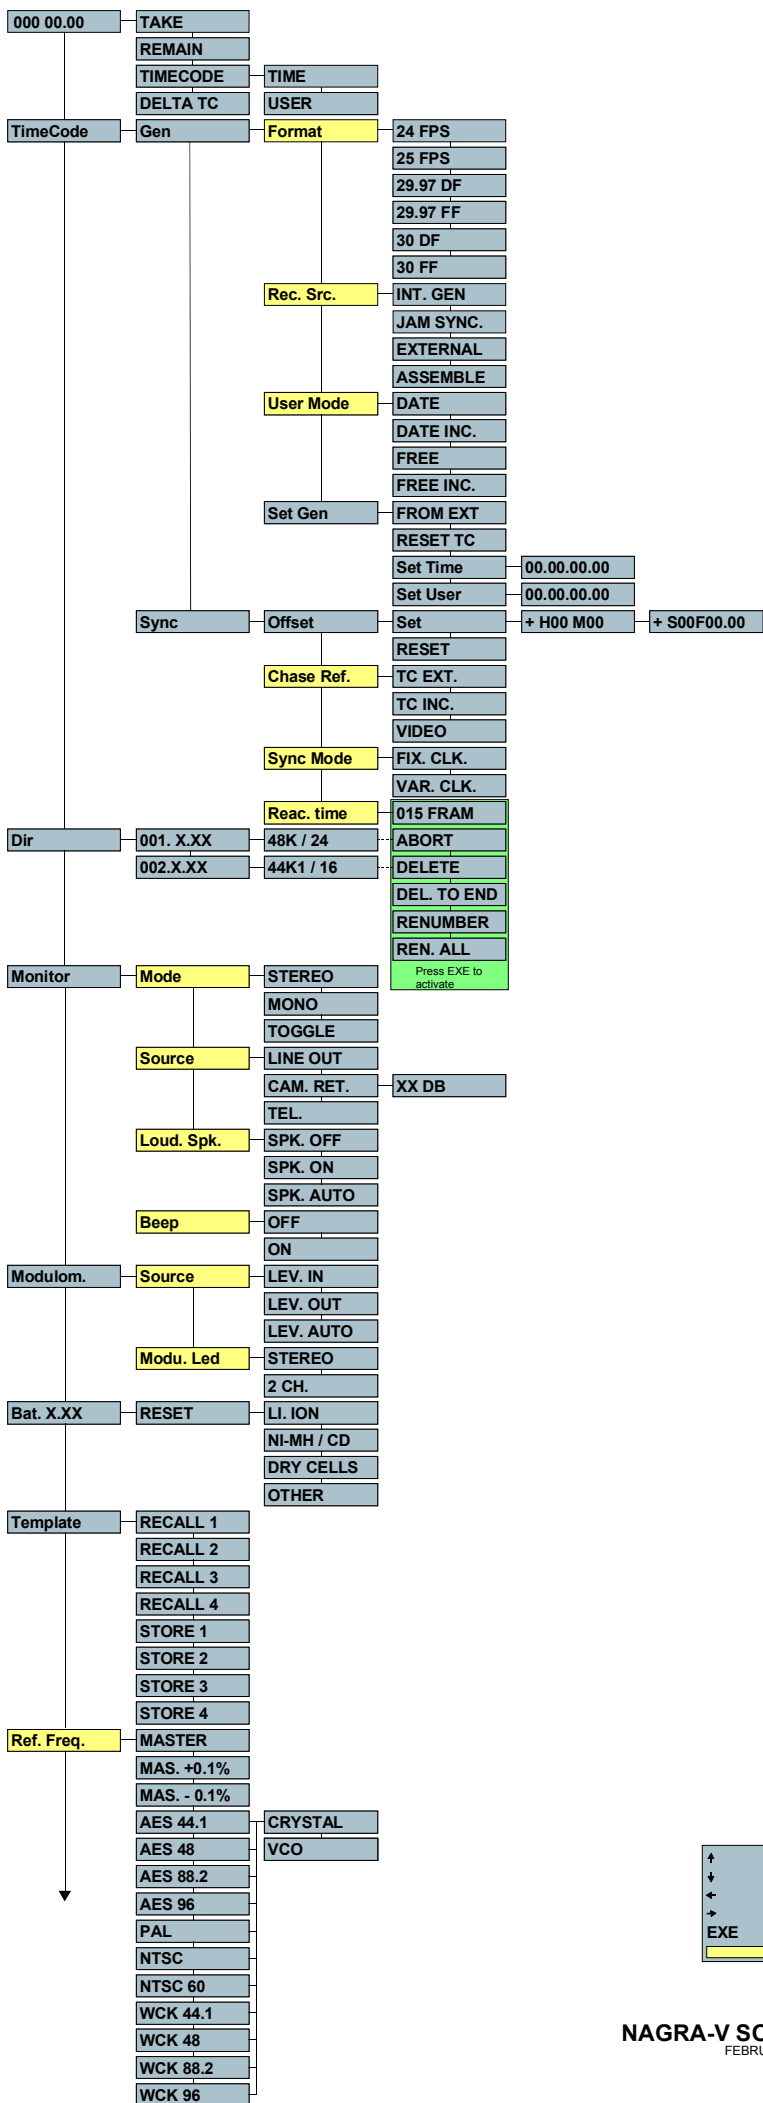 000 00.00 TAKE
REMAIN
TIMECODE TIME
DELTA TC USER
TimeCode Gen Format 24 FPS
25 FPS
29.97 DF
29.97 FF
30 DF
30 FF
Rec. Src. INT. GEN
JAM SYNC.
EXTERNAL
ASSEMBLE
User Mode DATE
DATE INC.
FREE
FREE INC.
Set Gen FROM EXT
RESET TC
Set Time 00.00.00.00
Set User 00.00.00.00
Sync Offset Set + H00 M00 + S00F00.00
RESET
Chase Ref. TC EXT.
TC INC.
VIDEO
Sync Mode FIX. CLK.
VAR. CLK.
Reac. time 015 FRAM
Dir 001. X.XX 48K / 24 ABORT
002.X.XX 44K1 / 16 DELETE
DEL. TO END
RENUMBER
REN. ALL
Press EXE to
activate
Monitor Mode STEREO
MONO
TOGGLE
Source LINE OUT
CAM. RET. XX DB
TEL.
Loud. Spk. SPK. OFF
SPK. ON
SPK. AUTO
Beep OFF
ON
Modulom. Source LEV. IN
LEV. OUT
LEV. AUTO
Modu. Led STEREO
2 CH.
Bat. X.XX RESET LI. ION
NI-MH / CD
DRY CELLS
OTHER
Template RECALL 1
RECALL 2
RECALL 3
RECALL 4
STORE 1
STORE 2
STORE 3
STORE 4
Ref. Freq. MASTER
MAS. +0.1%
MAS. - 0.1%
AES 44.1 CRYSTAL
AES 48 VCO
AES 88.2
AES 96
PAL
NTSC
NTSC 60
WCK 44.1
WCK 48
WCK 88.2
WCK 96
EXE
NAGRA-V SO
FEBRU